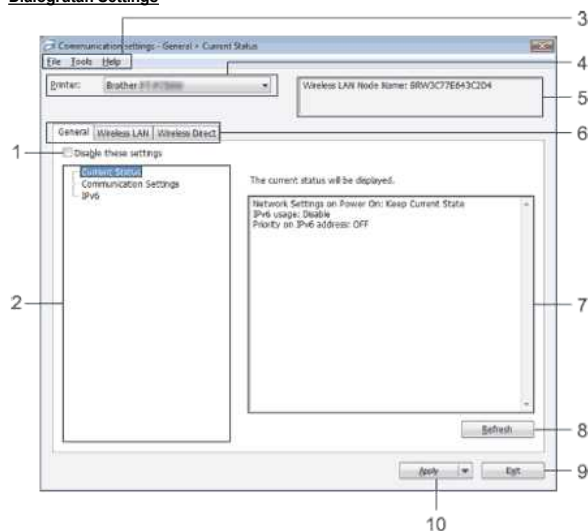 Dialogrutan Settings
3
Communication settings - General > Current Status
File Tools Help
4
Printer: Brother
Wireless LAN Node Name: BRW3C77E643C2D4
5
General Wireless LAN Wireless Direct
6
1
Disable these settings
Current Status
Communication Settings
IPv6
The current status will be displayed.
Network Settings on Power On: Keep Current State
IPv6 usage: Disable
Priority on IPv6 address: OFF
2
7
Refresh
8
Apply
Exit
9
10